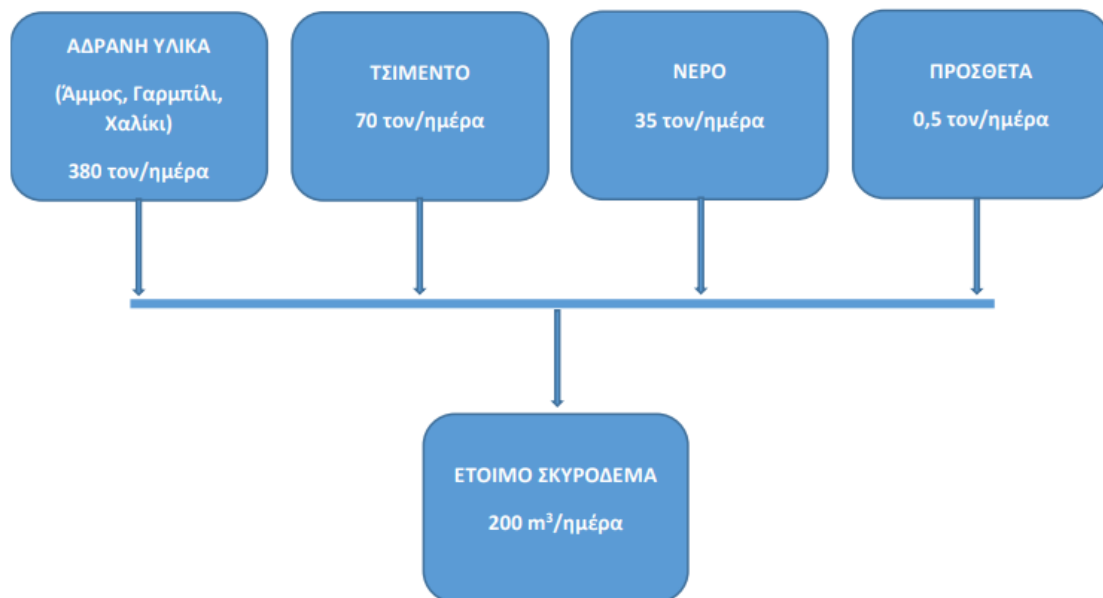 ΑΔΡΑΝΗ ΥΛΙΚΑ
(Άμμος, Γαρμπίλι,
Χαλίκι)
380 τον/ημέρα
ΤΣΙΜΕΝΤΟ
70 τον/ημέρα
ΝΕΡΟ
35 τον/ημέρα
ΠΡΟΣΘΕΤΑ
0,5 τον/ημέρα
ΕΤΟΙΜΟ ΣΚΥΡΟΔΕΜΑ
200 m³/ημέρα